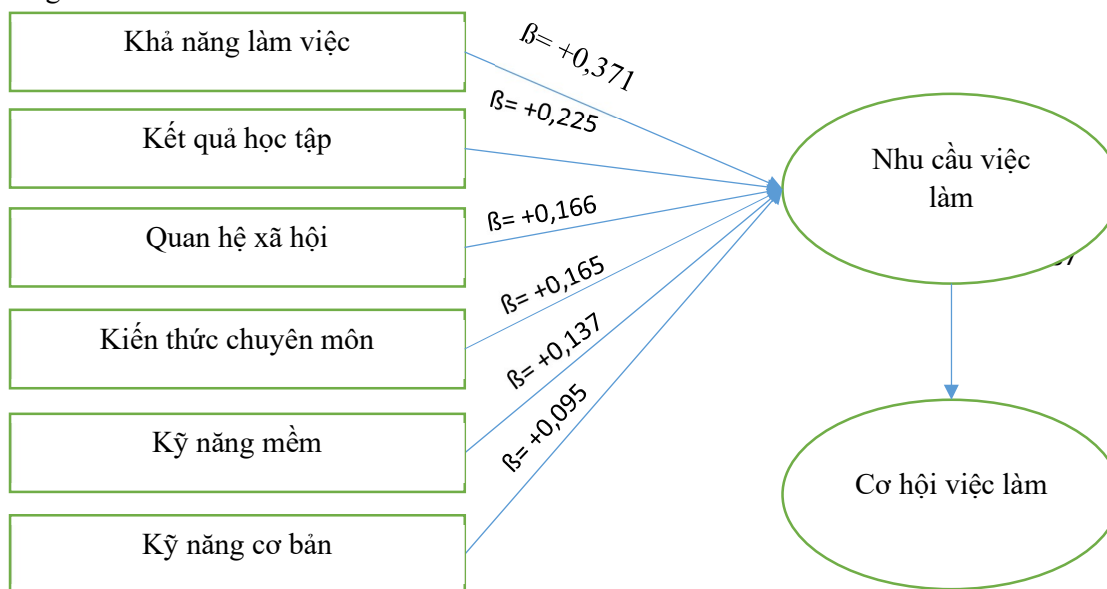 Khả năng làm việc
ß= +0,371
Kết quả học tập
ß= +0,225
Quan hệ xã hội
ß= +0,166
Kiến thức chuyên môn
ß= +0,165
Kỹ năng mềm
ß= +0,137
Kỹ năng cơ bản
ß= +0,095
Nhu cầu việc
làm
Cơ hội việc làm